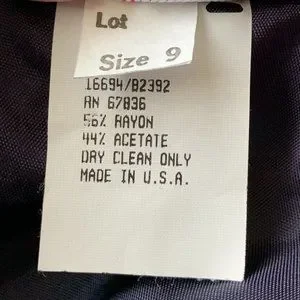 Lot
Size 9
16694/B2392
RN 67836
56% RAYON
44% ACETATE
DRY CLEAN ONLY
MADE IN U.S.A.